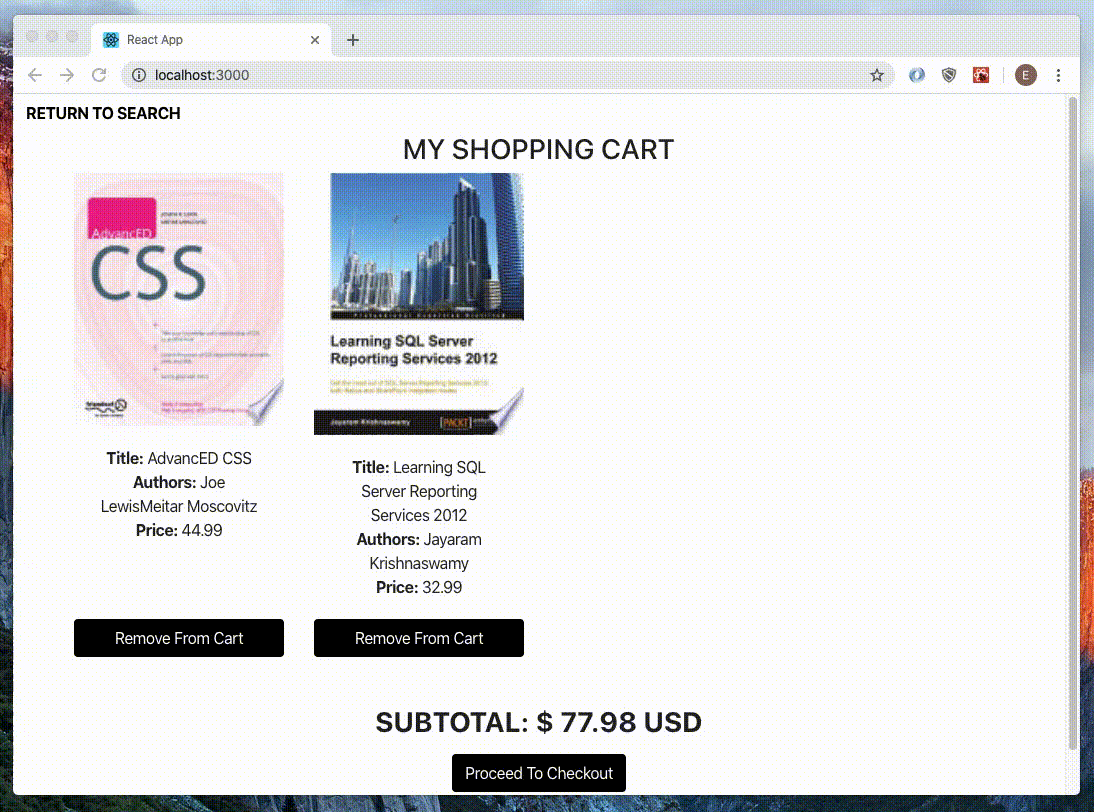 React App
localhost:3000
E
RETURN TO SEARCH
MY SHOPPING CART
AdvancED
CSS
Professional Expertise Distilled
Learning SQL Server
Reporting Services 2012
Jayaram Krishnaswamy
[PACKT]
Title: AdvancED CSS
Authors: Joe
LewisMeitar Moscovitz
Price: 44.99
Remove From Cart
Title: Learning SQL
Server Reporting
Services 2012
Authors: Jayaram
Krishnaswamy
Price: 32.99
Remove From Cart
SUBTOTAL: $ 77.98 USD
Proceed To Checkout